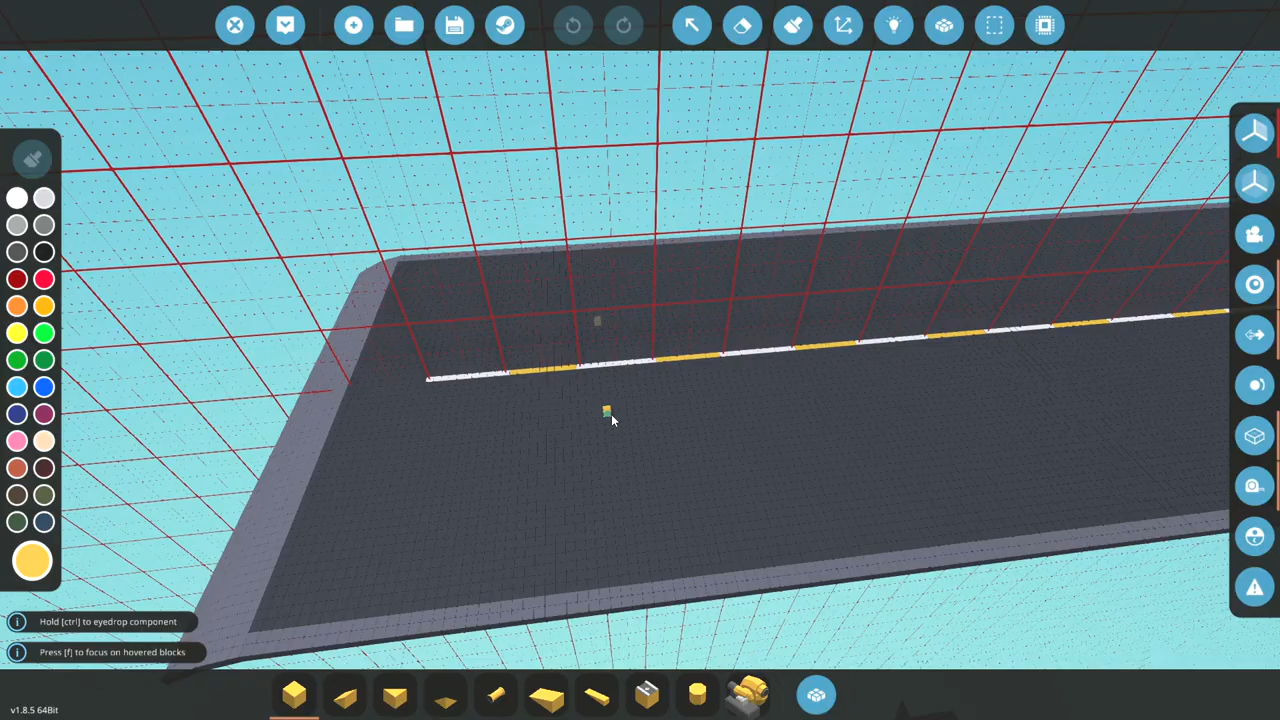 Hold [ctrl] to eyedrop component
Press [f] to focus on hovered blocks
v1.8.5 64Bit